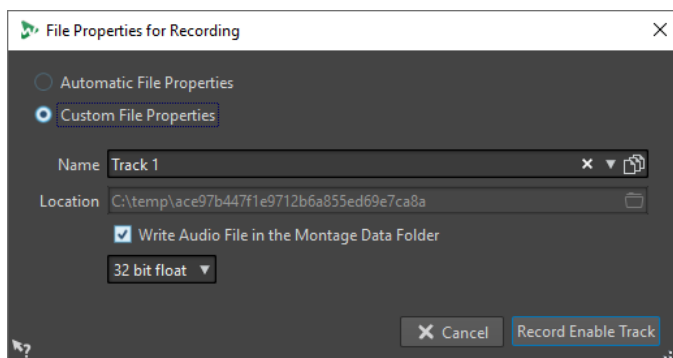 File Properties for Recording
Automatic File Properties
Custom File Properties
Name Track 1
Location C:\temp\ace97b447f1e9712b6a855ed69e7ca8a
Write Audio File in the Montage Data Folder
32 bit float
Cancel Record Enable Track